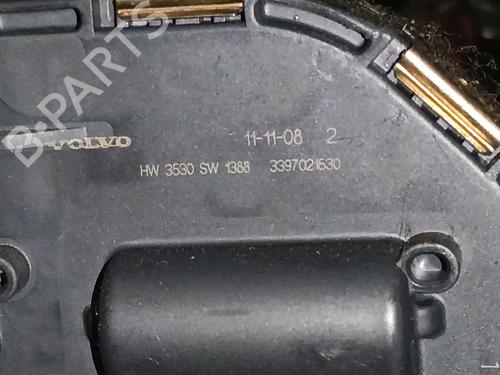 B-PARTS
VOLVO
11-11-08 2
HW 3530 SW 1388 3397021530